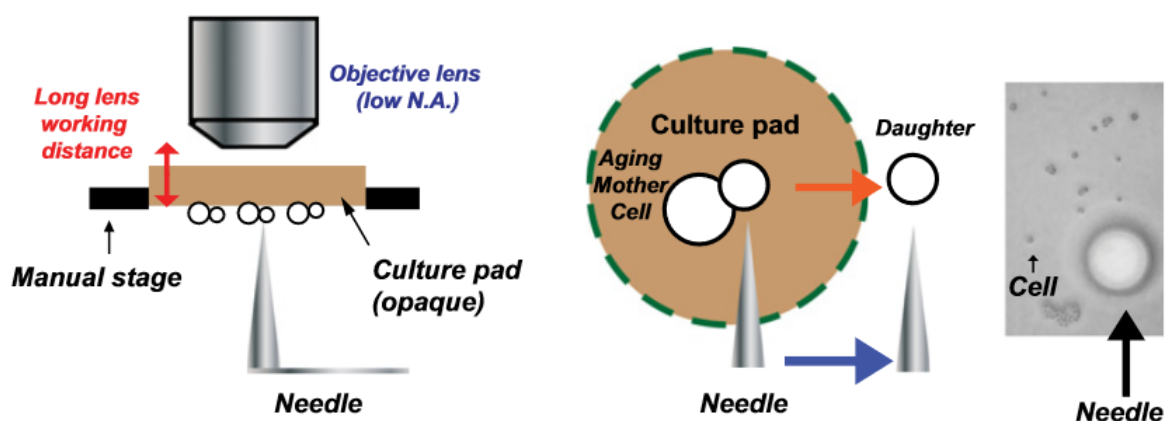 Long lens
working
distance
Objective lens
(low N.A.)
Manual stage
Culture pad
(opaque)
Needle
Culture pad
Aging
Mother
Cell
Daughter
Needle
Cell
Needle